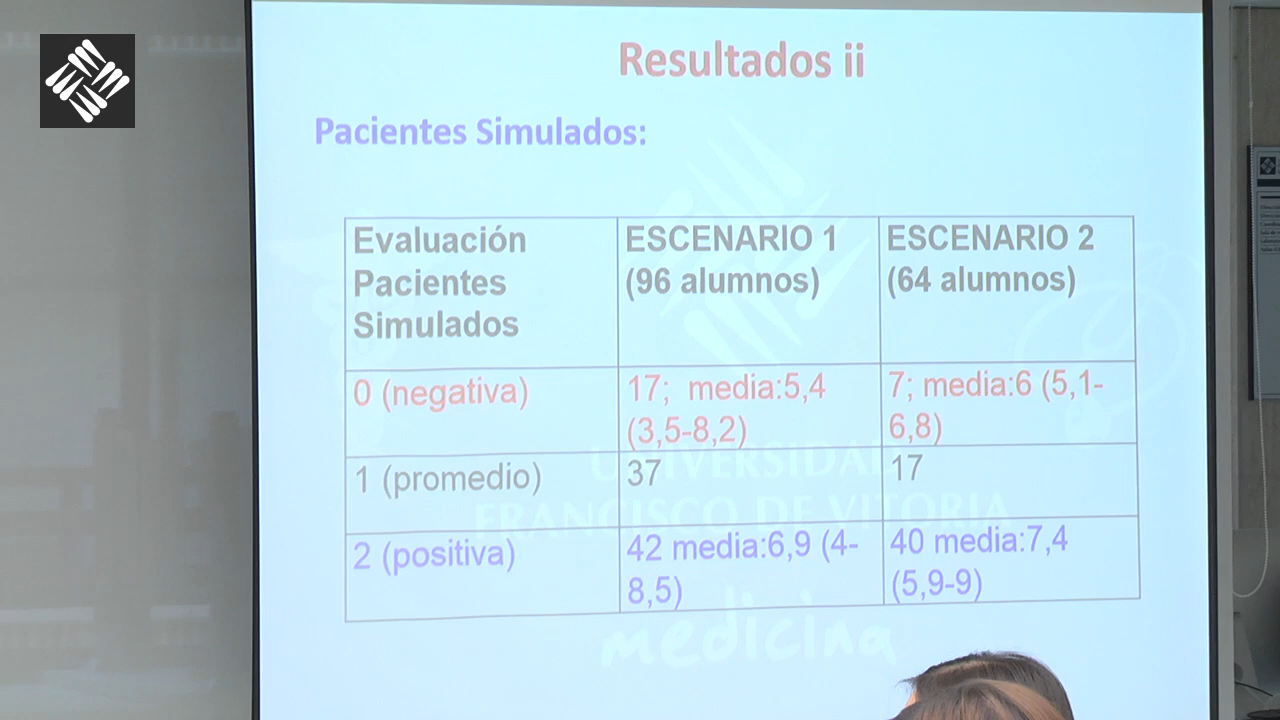 Resultados ii
Pacientes Simulados:
Evaluación
Pacientes
Simulados
ESCENARIO 1
(96 alumnos)
ESCENARIO 2
(64 alumnos)
0 (negativa)
17;  media:5,4
(3,5-8,2)
7; media:6 (5,1-
6,8)
1 (promedio)
37
17
2 (positiva)
42 media:6,9 (4-
8,5)
40 media:7,4
(5,9-9)
UNIVERSIDAD
FRANCISCO DE VITORIA
medicina